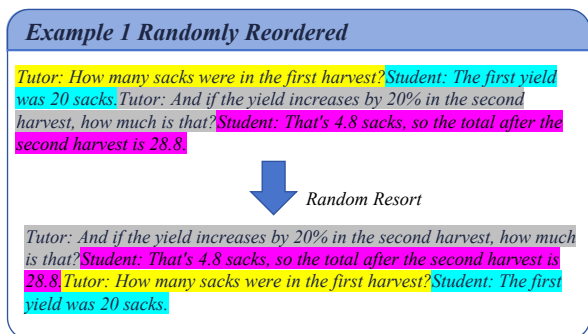 Example 1 Randomly Reordered
Tutor: How many sacks were in the first harvest?Student: The first yield
was 20 sacks.Tutor: And if the yield increases by 20% in the second
harvest, how much is that?Student: That's 4.8 sacks, so the total after the
second harvest is 28.8.
Random Resort
Tutor: And if the yield increases by 20% in the second harvest, how much
is that?Student: That's 4.8 sacks, so the total after the second harvest is
28.8.Tutor: How many sacks were in the first harvest?Student: The first
yield was 20 sacks.